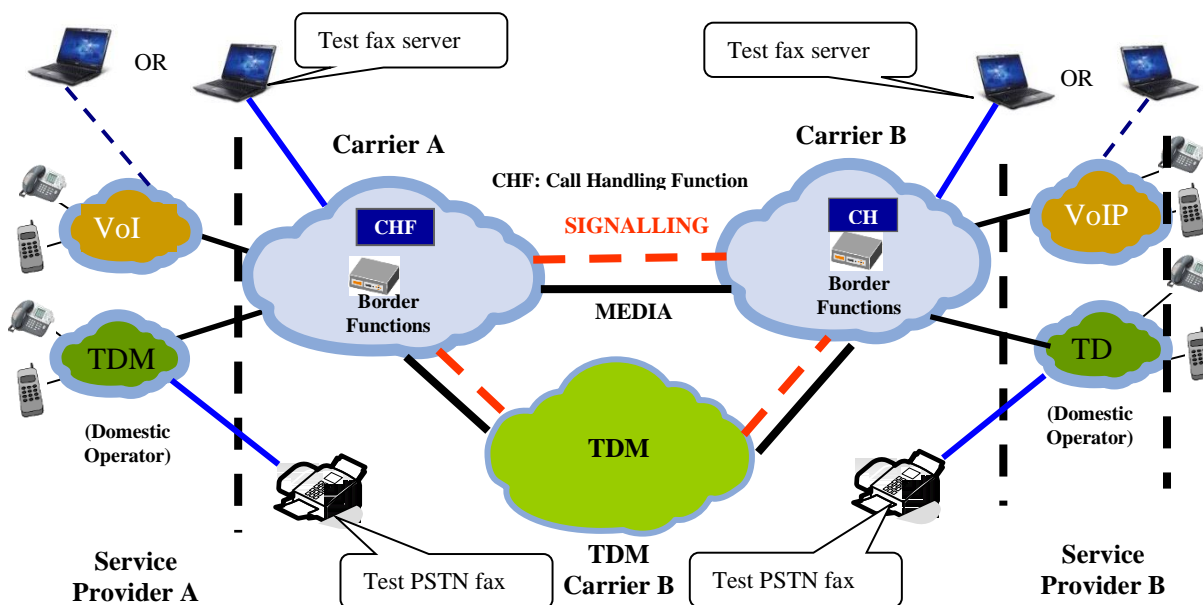 Test fax server
Test fax server
OR
OR
Carrier A
Carrier B
CHF: Call Handling Function
CHF
CH
SIGNALLING
VoI
VoIP
Border
Functions
Border
Functions
MEDIA
TDM
TD
TDM
(Domestic
Operator)
(Domestic
Operator)
TDM
Carrier B
Test PSTN fax
Test PSTN fax
Service
Provider A
Service
Provider B